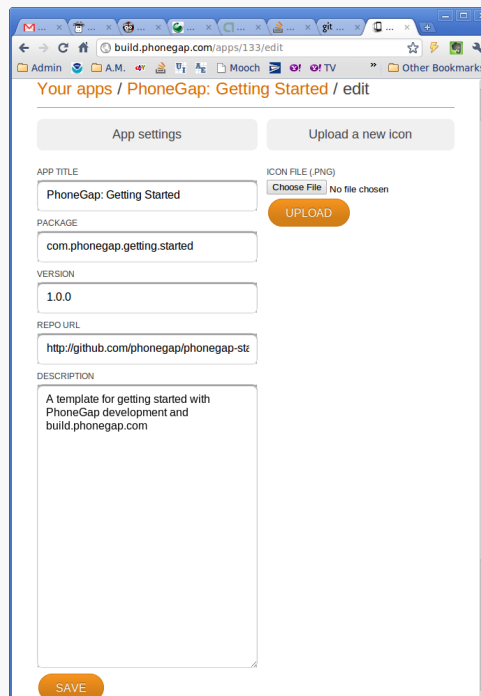 M ...
git ...
build.phonegap.com/apps/133/edit
Admin
A.M.
Mooch
TV
»
Other Bookmarks
Your apps / PhoneGap: Getting Started / edit
App settings
Upload a new icon
APP TITLE
ICON FILE (.PNG)
PhoneGap: Getting Started
Choose File No file chosen
UPLOAD
PACKAGE
com.phonegap.getting.started
VERSION
1.0.0
REPO URL
http://github.com/phonegap/phonegap-sta
DESCRIPTION
A template for getting started with
PhoneGap development and
build.phonegap.com
SAVE